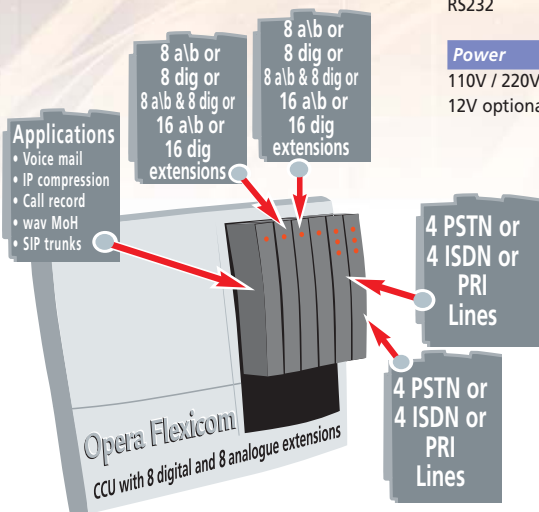 RS232
Power
110V / 220V
12V optiona
8 a\b or
8 dig or
8 a\b & 8 dig or
16 a\b or
16 dig
extensions
8 a\b or
8 dig or
8 a\b & 8 dig or
16 a\b or
16 dig
extensions
Applications
• Voice mail
• IP compression
• Call record
• wav MoH
• SIP trunks
4 PSTN or
4 ISDN or
PRI
Lines
4 PSTN or
4 ISDN or
PRI
Lines
Opera Flexicom
CCU with 8 digital and 8 analogue extensions